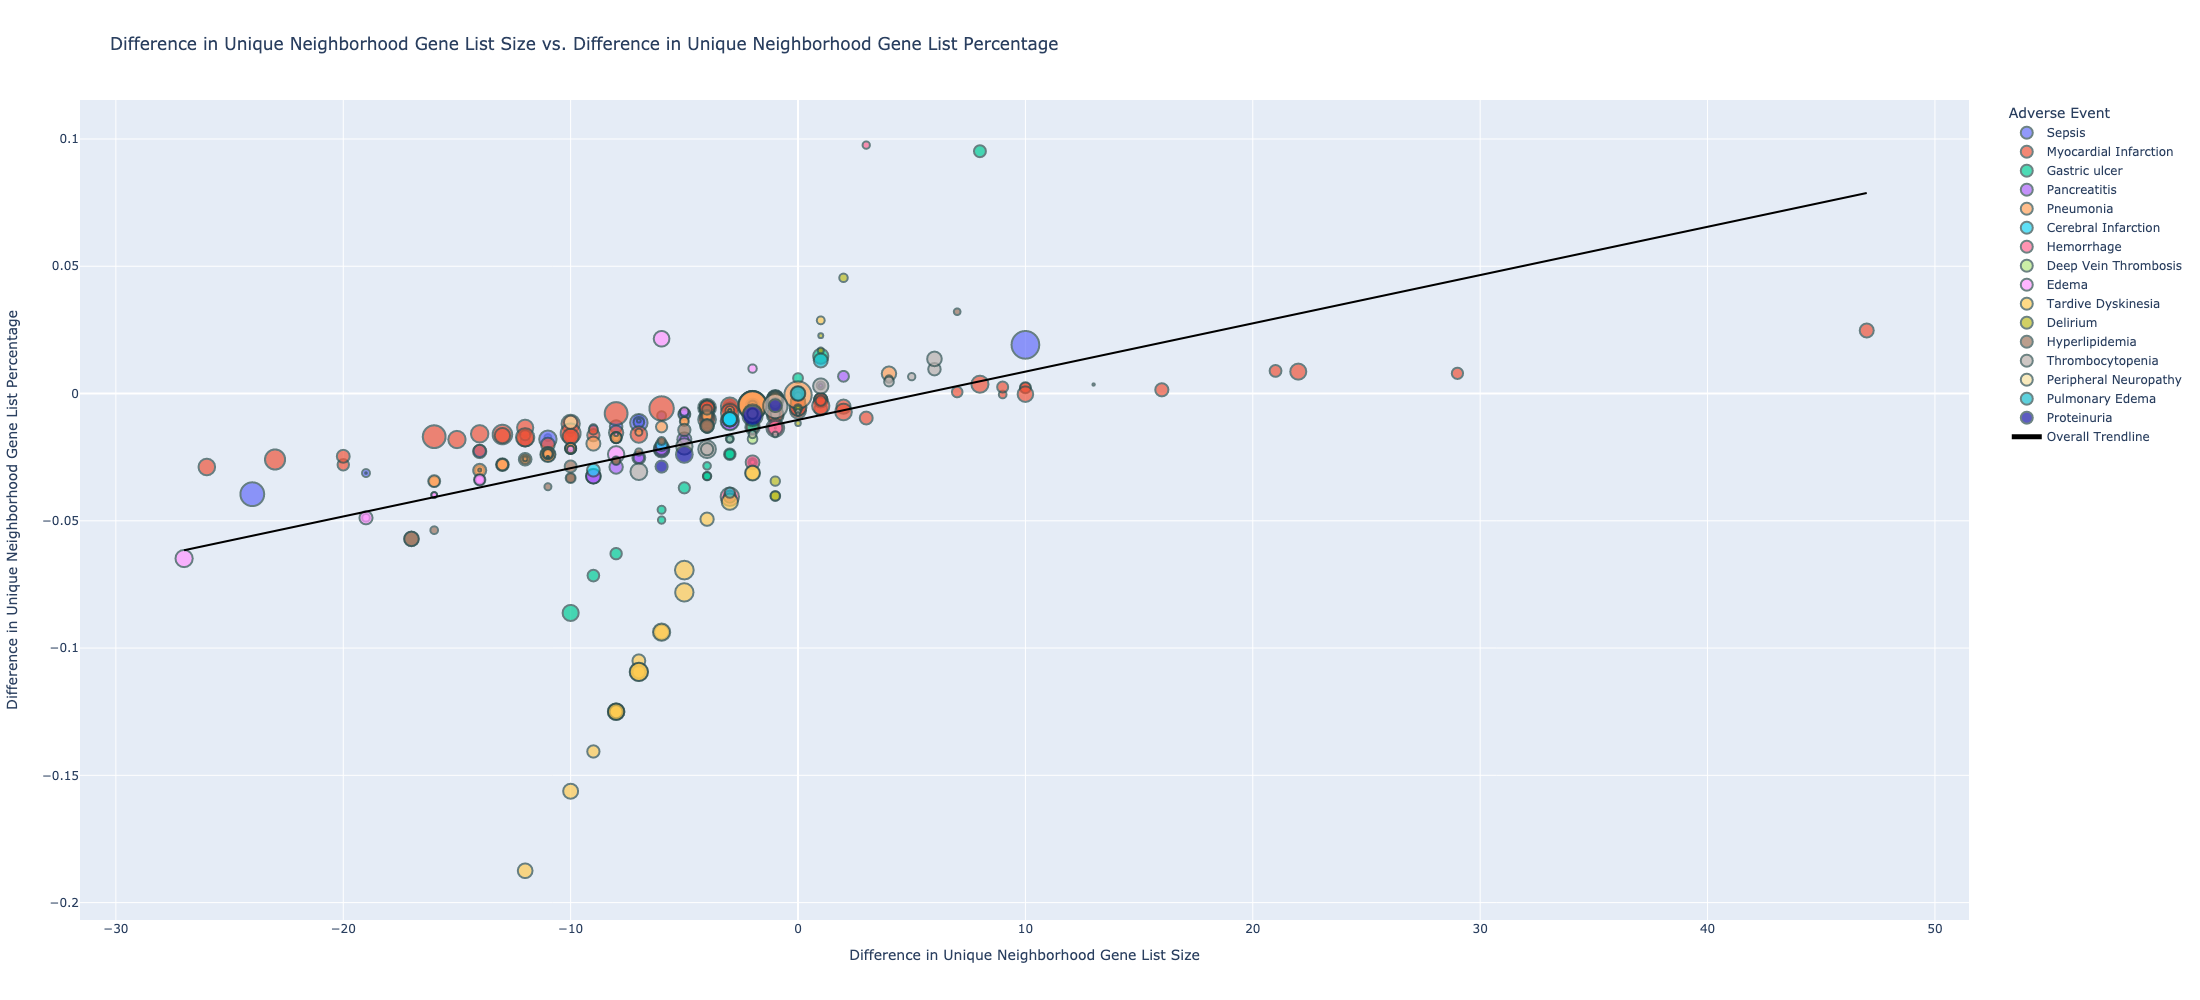 Difference in Unique Neighborhood Gene List Size vs. Difference in Unique Neighborhood Gene List Percentage
Difference in Unique Neighborhood Gene List Percentage
0.1
0.05
0
−0.05
−0.1
−0.15
−0.2
−30
−20
−10
0
10
20
30
40
50
Difference in Unique Neighborhood Gene List Size
Adverse Event
Sepsis
Myocardial Infarction
Gastric ulcer
Pancreatitis
Pneumonia
Cerebral Infarction
Hemorrhage
Deep Vein Thrombosis
Edema
Tardive Dyskinesia
Delirium
Hyperlipidemia
Thrombocytopenia
Peripheral Neuropathy
Pulmonary Edema
Proteinuria
Overall Trendline